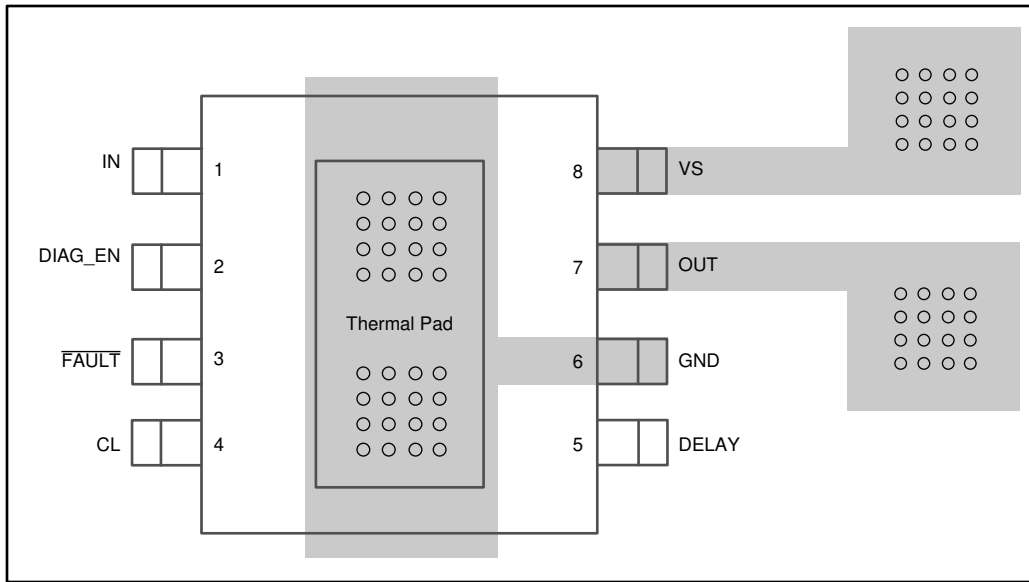 IN
1
8
VS
DIAG_EN
2
7
OUT
Thermal Pad
FAULT
3
6
GND
CL
4
5
DELAY